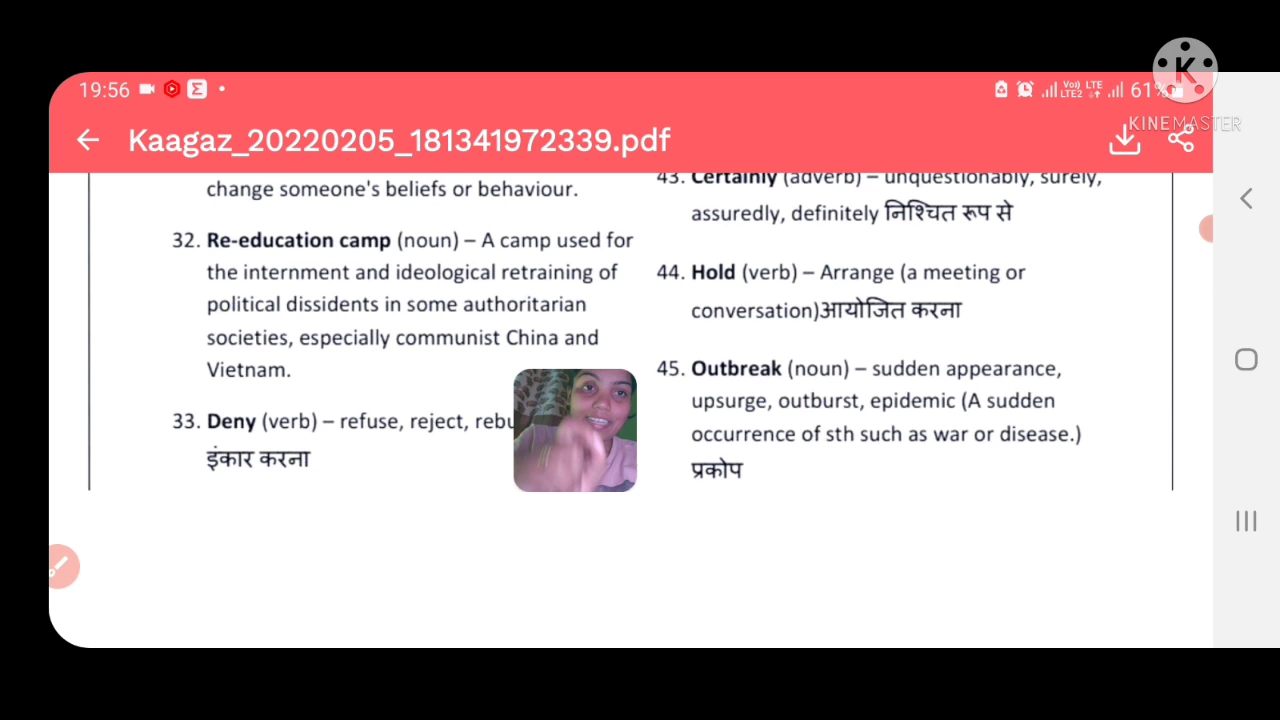 19:56
Voi) LTE
LTE2
61%
KINEMASTER
Kaagaz_20220205_181341972339.pdf
change someone's beliefs or behaviour.
32. Re-education camp (noun) – A camp used for
the internment and ideological retraining of
political dissidents in some authoritarian
societies, especially communist China and
Vietnam.
33. Deny (verb) – refuse, reject,
इंकार करना
43. Certainly (adverb) – unquestionably, surely,
assuredly, definitely निश्चित रूप से
44. Hold (verb) – Arrange (a meeting or
conversation)आयोजित करना
45. Outbreak (noun) – sudden appearance,
upsurge, outburst, epidemic (A sudden
occurrence of sth such as war or disease.)
प्रकोप